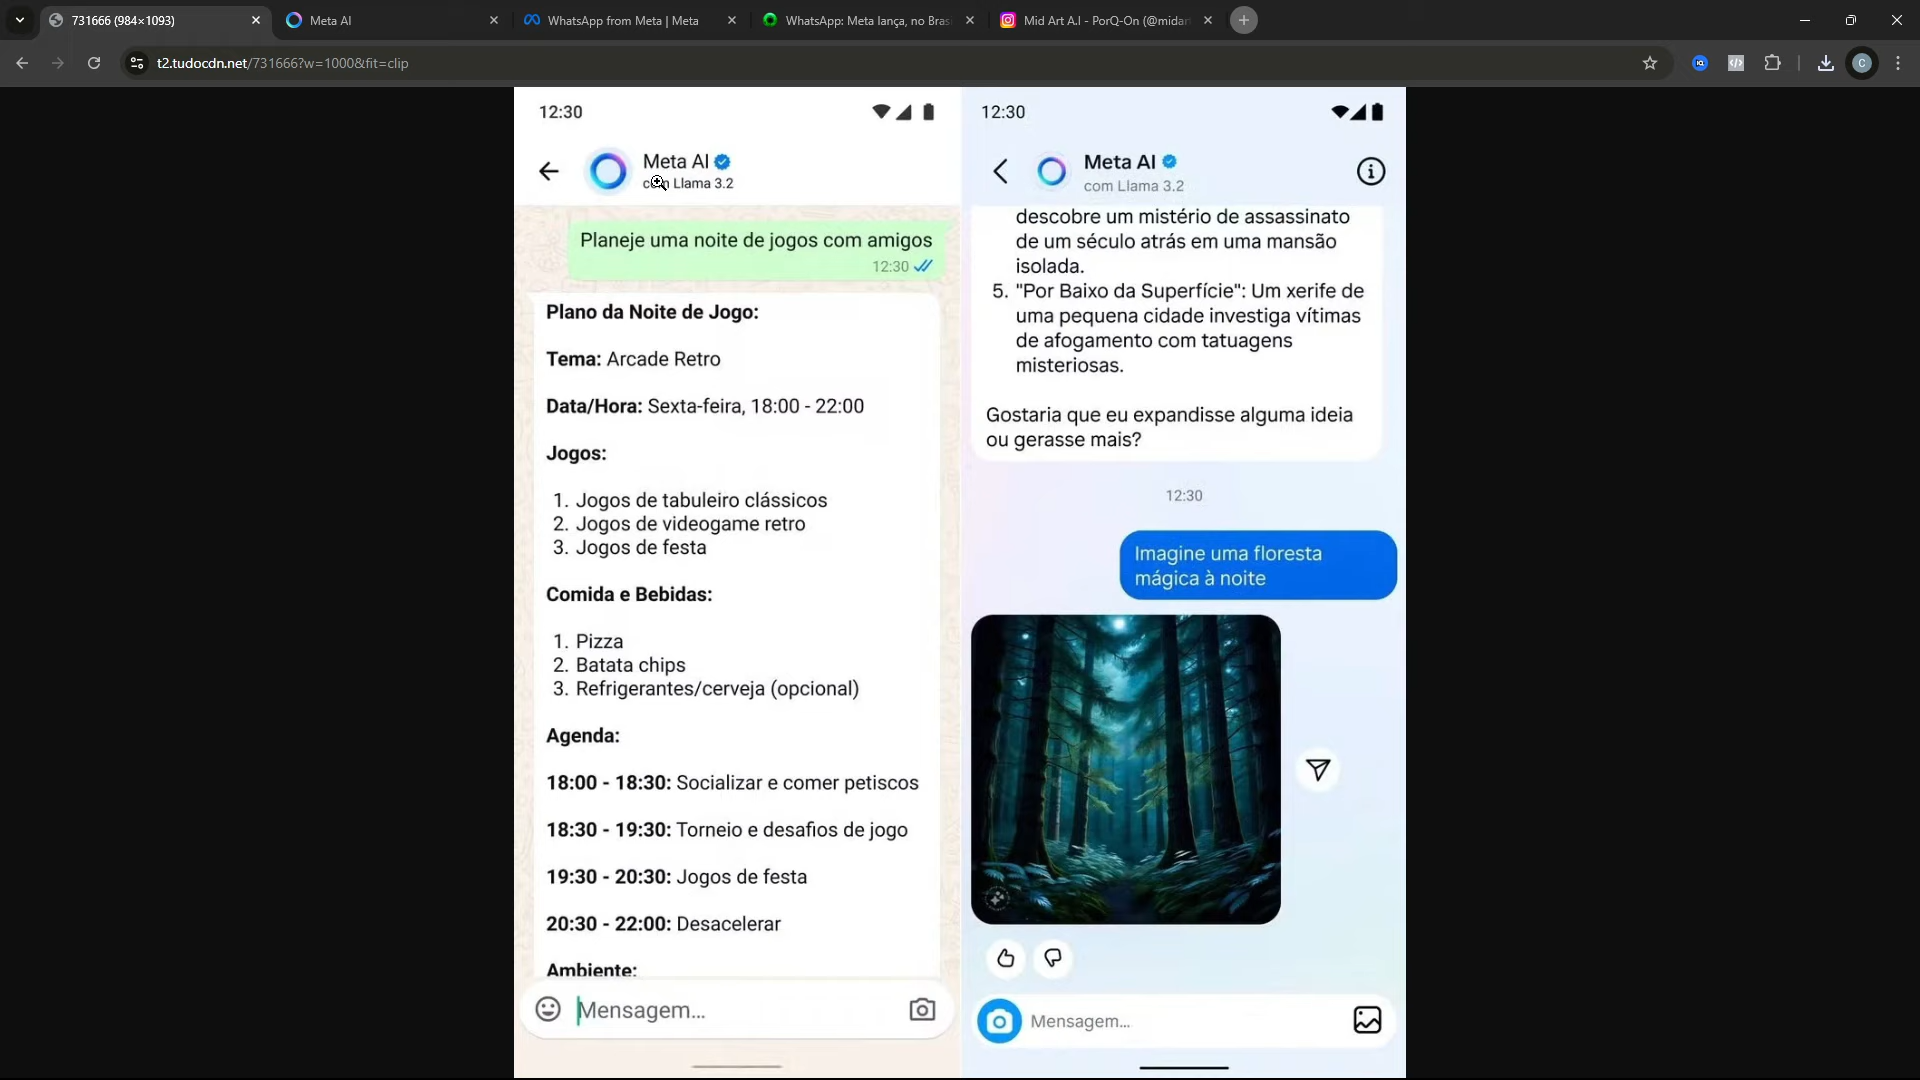 731666 (984×1093)
Meta AI
WhatsApp from Meta | Meta
WhatsApp: Meta lança, no Bras
Mid Art A.I - PorQ-On (@midar
t2.tudocdn.net/731666?w=1000&fit=clip
C
12:30
Meta AI
com Llama 3.2
Planeje uma noite de jogos com amigos
12:30
Plano da Noite de Jogo:
Tema: Arcade Retro
Data/Hora: Sexta-feira, 18:00 - 22:00
Jogos:
1. Jogos de tabuleiro clássicos
2. Jogos de videogame retro
3. Jogos de festa
Comida e Bebidas:
1. Pizza
2. Batata chips
3. Refrigerantes/cerveja (opcional)
Agenda:
18:00 - 18:30: Socializar e comer petiscos
18:30 - 19:30: Torneio e desafios de jogo
19:30 - 20:30: Jogos de festa
20:30 - 22:00: Desacelerar
Ambiente:
Mensagem...
12:30
Meta AI
com Llama 3.2
descobre um mistério de assassinato
de um século atrás em uma mansão
isolada.
5. "Por Baixo da Superfície": Um xerife de
uma pequena cidade investiga vítimas
de afogamento com tatuagens
misteriosas.
Gostaria que eu expandisse alguma ideia
ou gerasse mais?
12:30
Imagine uma floresta
mágica à noite
Mensagem...